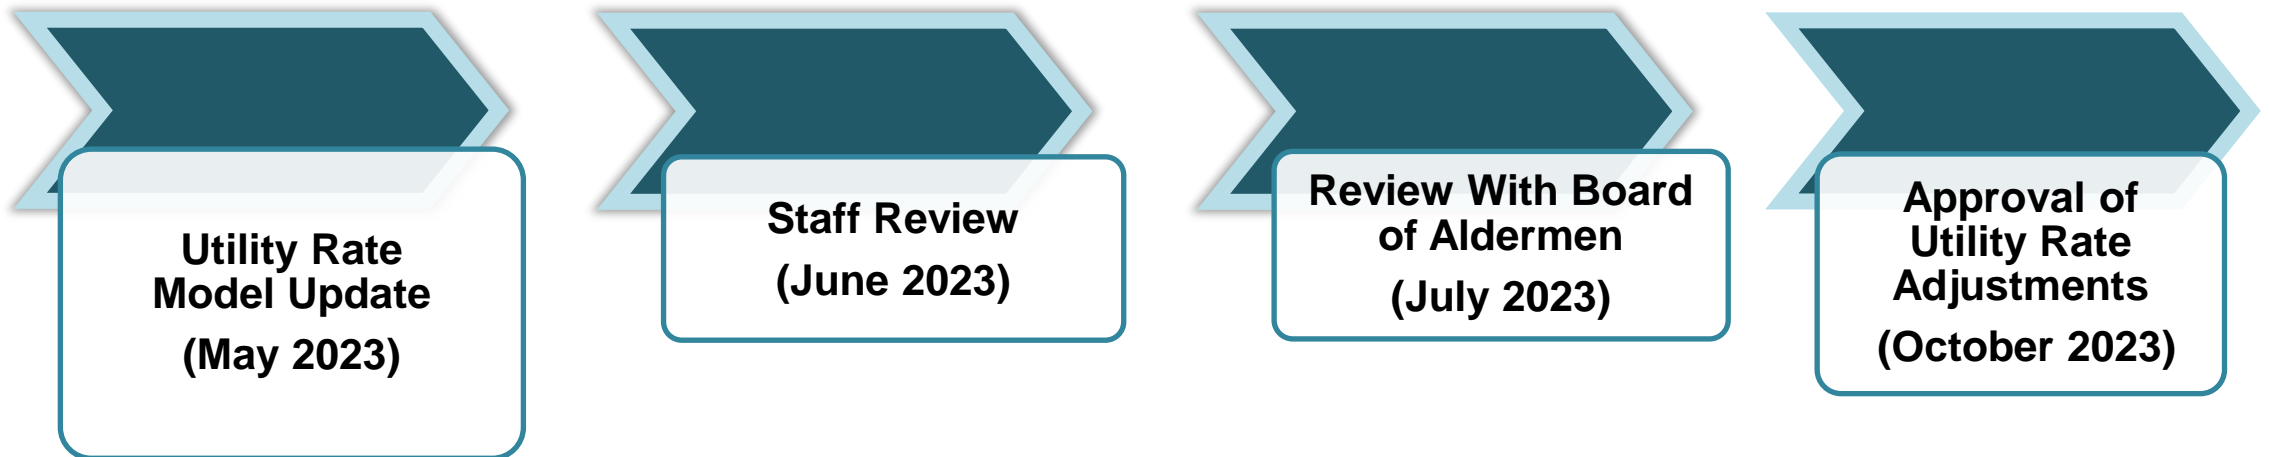 Utility Rate
Model Update
(May 2023)
Staff Review
(June 2023)
Review With Board
of Aldermen
(July 2023)
Approval of
Utility Rate
Adjustments
(October 2023)